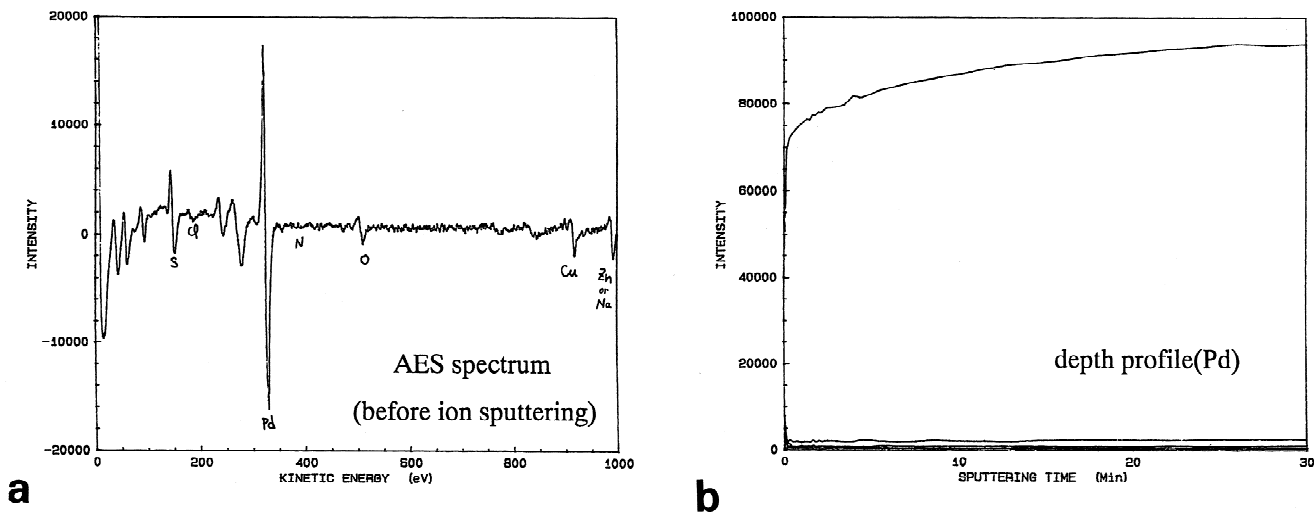 20000
10000
0
-10000
-20000
INTENSITY
S
Cl
N
O
Cu
Zn
or
Na
Pd
AES spectrum
(before ion sputtering)
0 200 400 600 800 1000
KINETIC ENERGY (eV)
a
100000
80000
60000
40000
20000
0
INTENSITY
depth profile(Pd)
0 10 20 30
SPUTTERING TIME (Min)
b